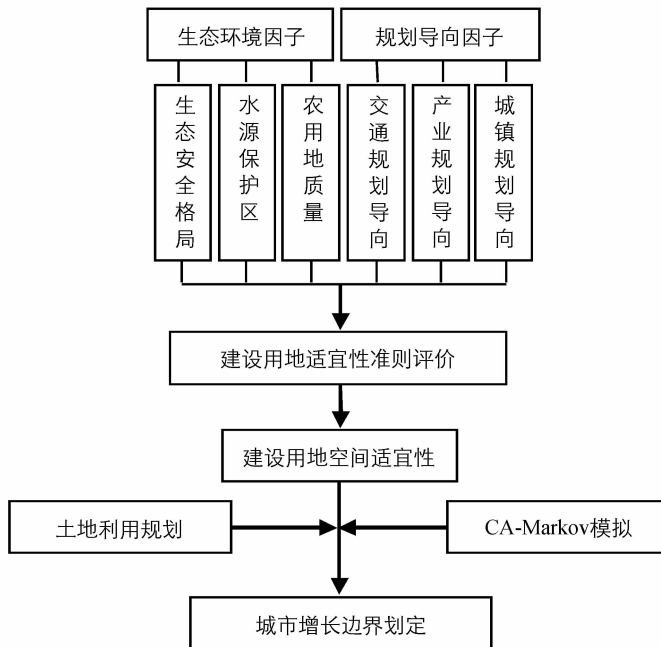 生态环境因子
规划导向因子
生态安全格局
水源保护区
农用地质量
交通规划导向
产业规划导向
城镇规划导向
建设用地适宜性准则评价
建设用地空间适宜性
土地利用规划
CA-Markov模拟
城市增长边界划定